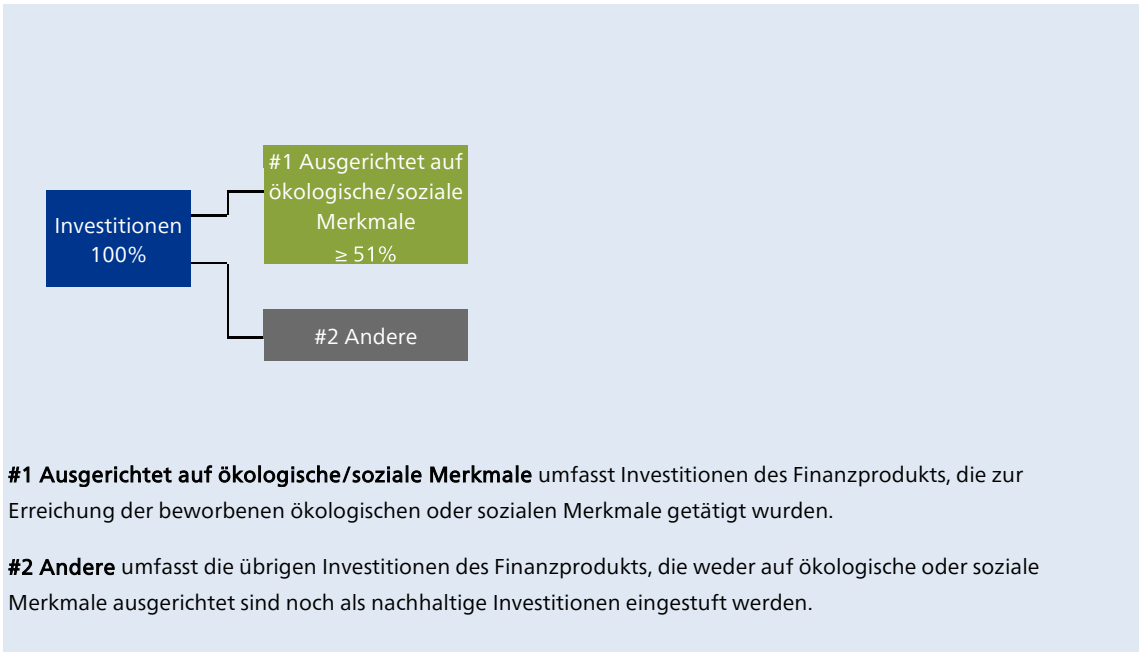 #1 Ausgerichtet auf
ökologische/soziale
Merkmale
≥ 51%
Investitionen
100%
#2 Andere
#1 Ausgerichtet auf ökologische/soziale Merkmale umfasst Investitionen des Finanzprodukts, die zur
Erreichung der beworbenen ökologischen oder sozialen Merkmale getätigt wurden.
#2 Andere umfasst die übrigen Investitionen des Finanzprodukts, die weder auf ökologische oder soziale
Merkmale ausgerichtet sind noch als nachhaltige Investitionen eingestuft werden.